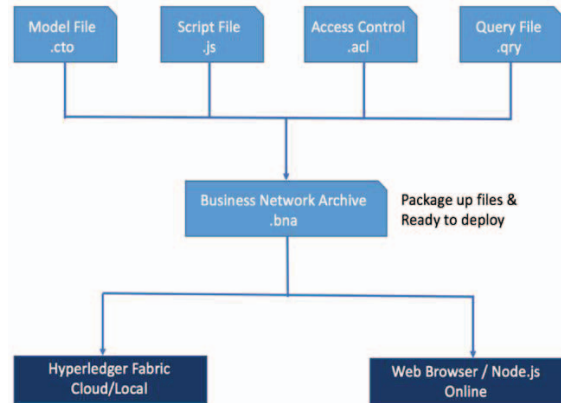 Model File
.cto
Script File
.js
Access Control
.acl
Query File
.qry
Business Network Archive
.bna
Package up files &
Ready to deploy
Hyperledger Fabric
Cloud/Local
Web Browser / Node.js
Online